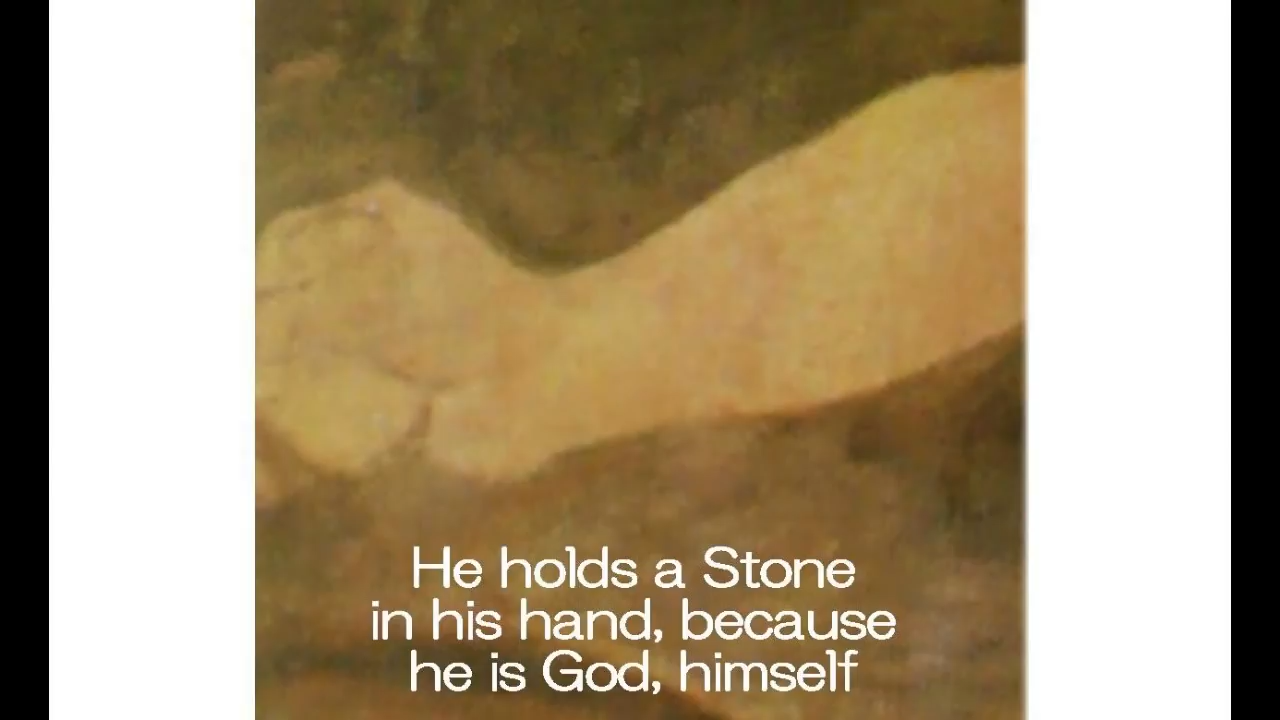 He holds a Stone
in his hand, because
he is God, himself